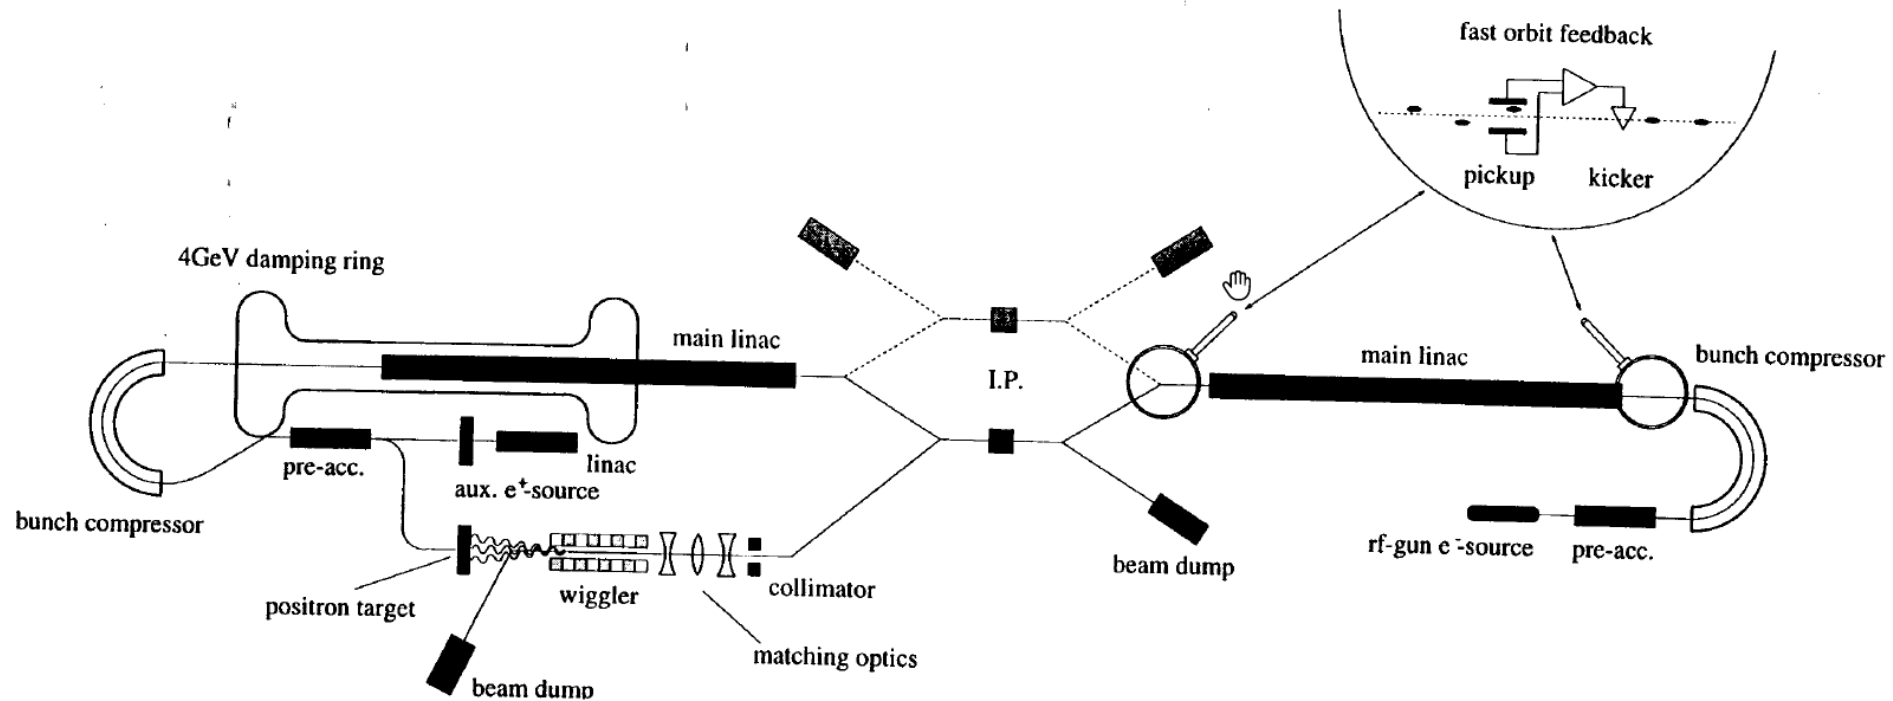 fast orbit feedback
pickup
kicker
4GeV damping ring
main linac
I.P.
main linac
bunch compressor
pre-acc.
linac
aux. e⁺-source
bunch compressor
positron target
wiggler
collimator
matching optics
beam dump
beam dump
rf-gun e⁻-source
pre-acc.